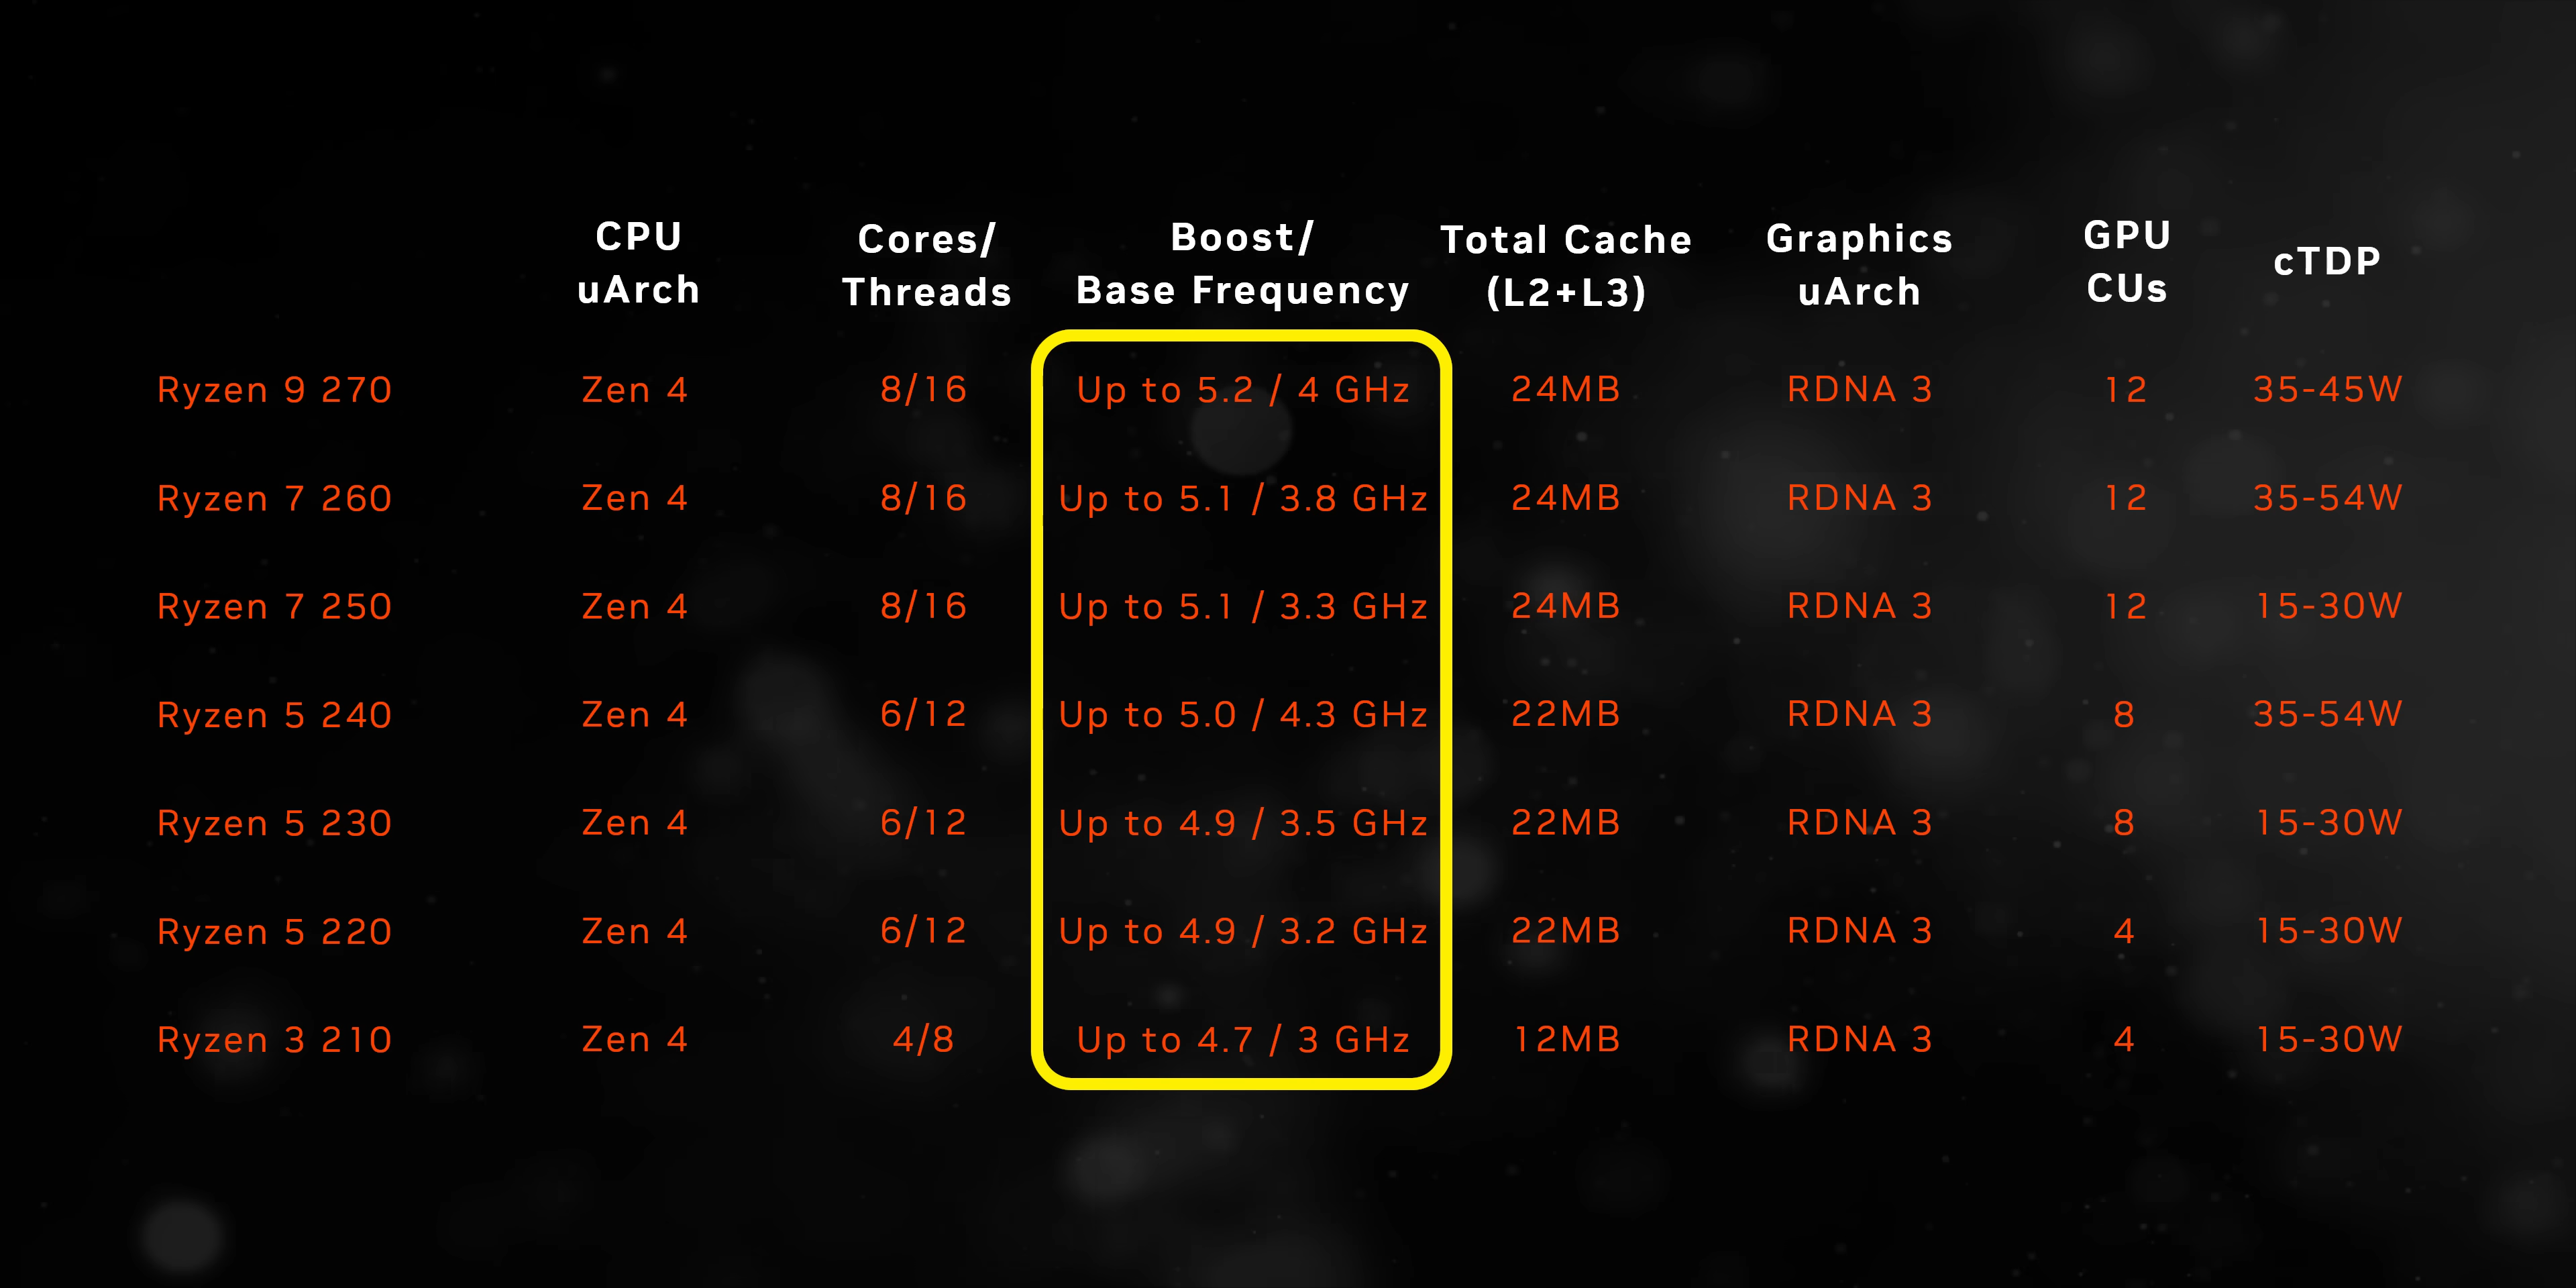 CPU uArch Cores/ Threads Boost/ Base Frequency Total Cache (L2+L3) Graphics uArch GPU CUs cTDP
Ryzen 9 270 Zen 4 8/16 Up to 5.2 / 4 GHz 24MB RDNA 3 12 35-45W
Ryzen 7 260 Zen 4 8/16 Up to 5.1 / 3.8 GHz 24MB RDNA 3 12 35-54W
Ryzen 7 250 Zen 4 8/16 Up to 5.1 / 3.3 GHz 24MB RDNA 3 12 15-30W
Ryzen 5 240 Zen 4 6/12 Up to 5.0 / 4.3 GHz 22MB RDNA 3 8 35-54W
Ryzen 5 230 Zen 4 6/12 Up to 4.9 / 3.5 GHz 22MB RDNA 3 8 15-30W
Ryzen 5 220 Zen 4 6/12 Up to 4.9 / 3.2 GHz 22MB RDNA 3 4 15-30W
Ryzen 3 210 Zen 4 4/8 Up to 4.7 / 3 GHz 12MB RDNA 3 4 15-30W